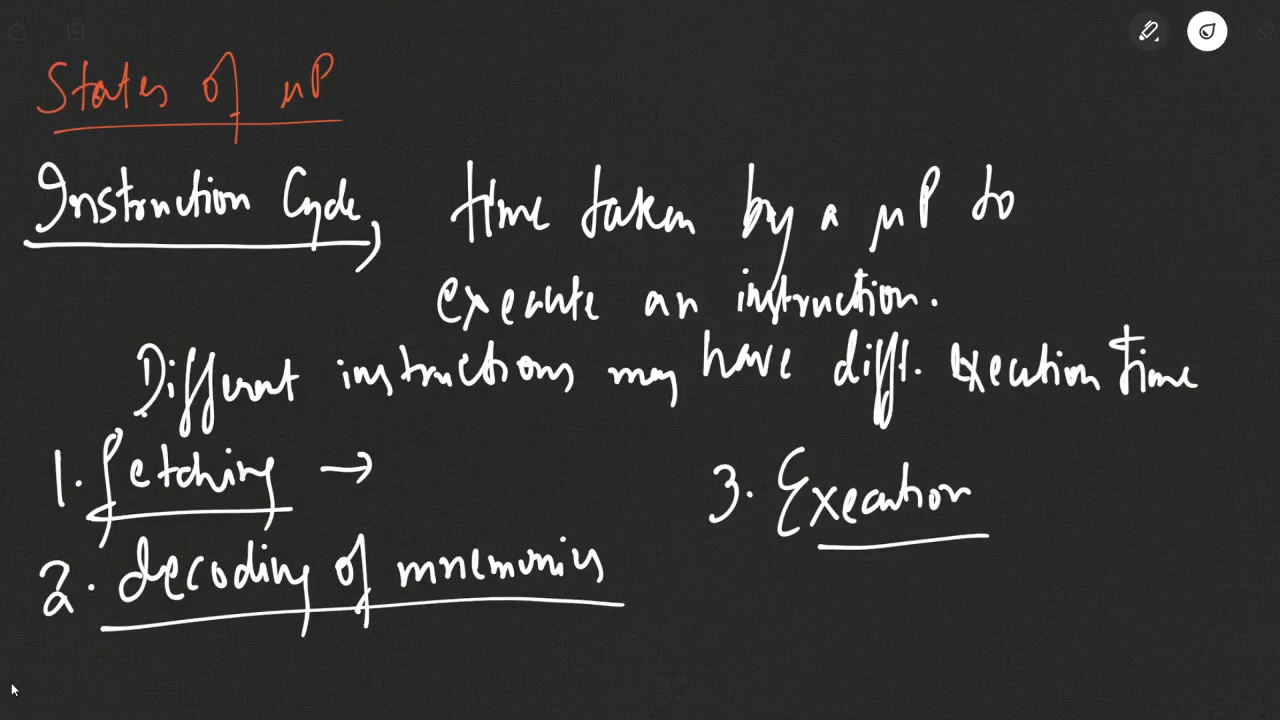 States of μP
Instruction Cycle, time taken by a μP to
execute an instruction.
Different instructions may have diff. execution time
1. fetching →
3. Execution
2. decoding of mnemonics